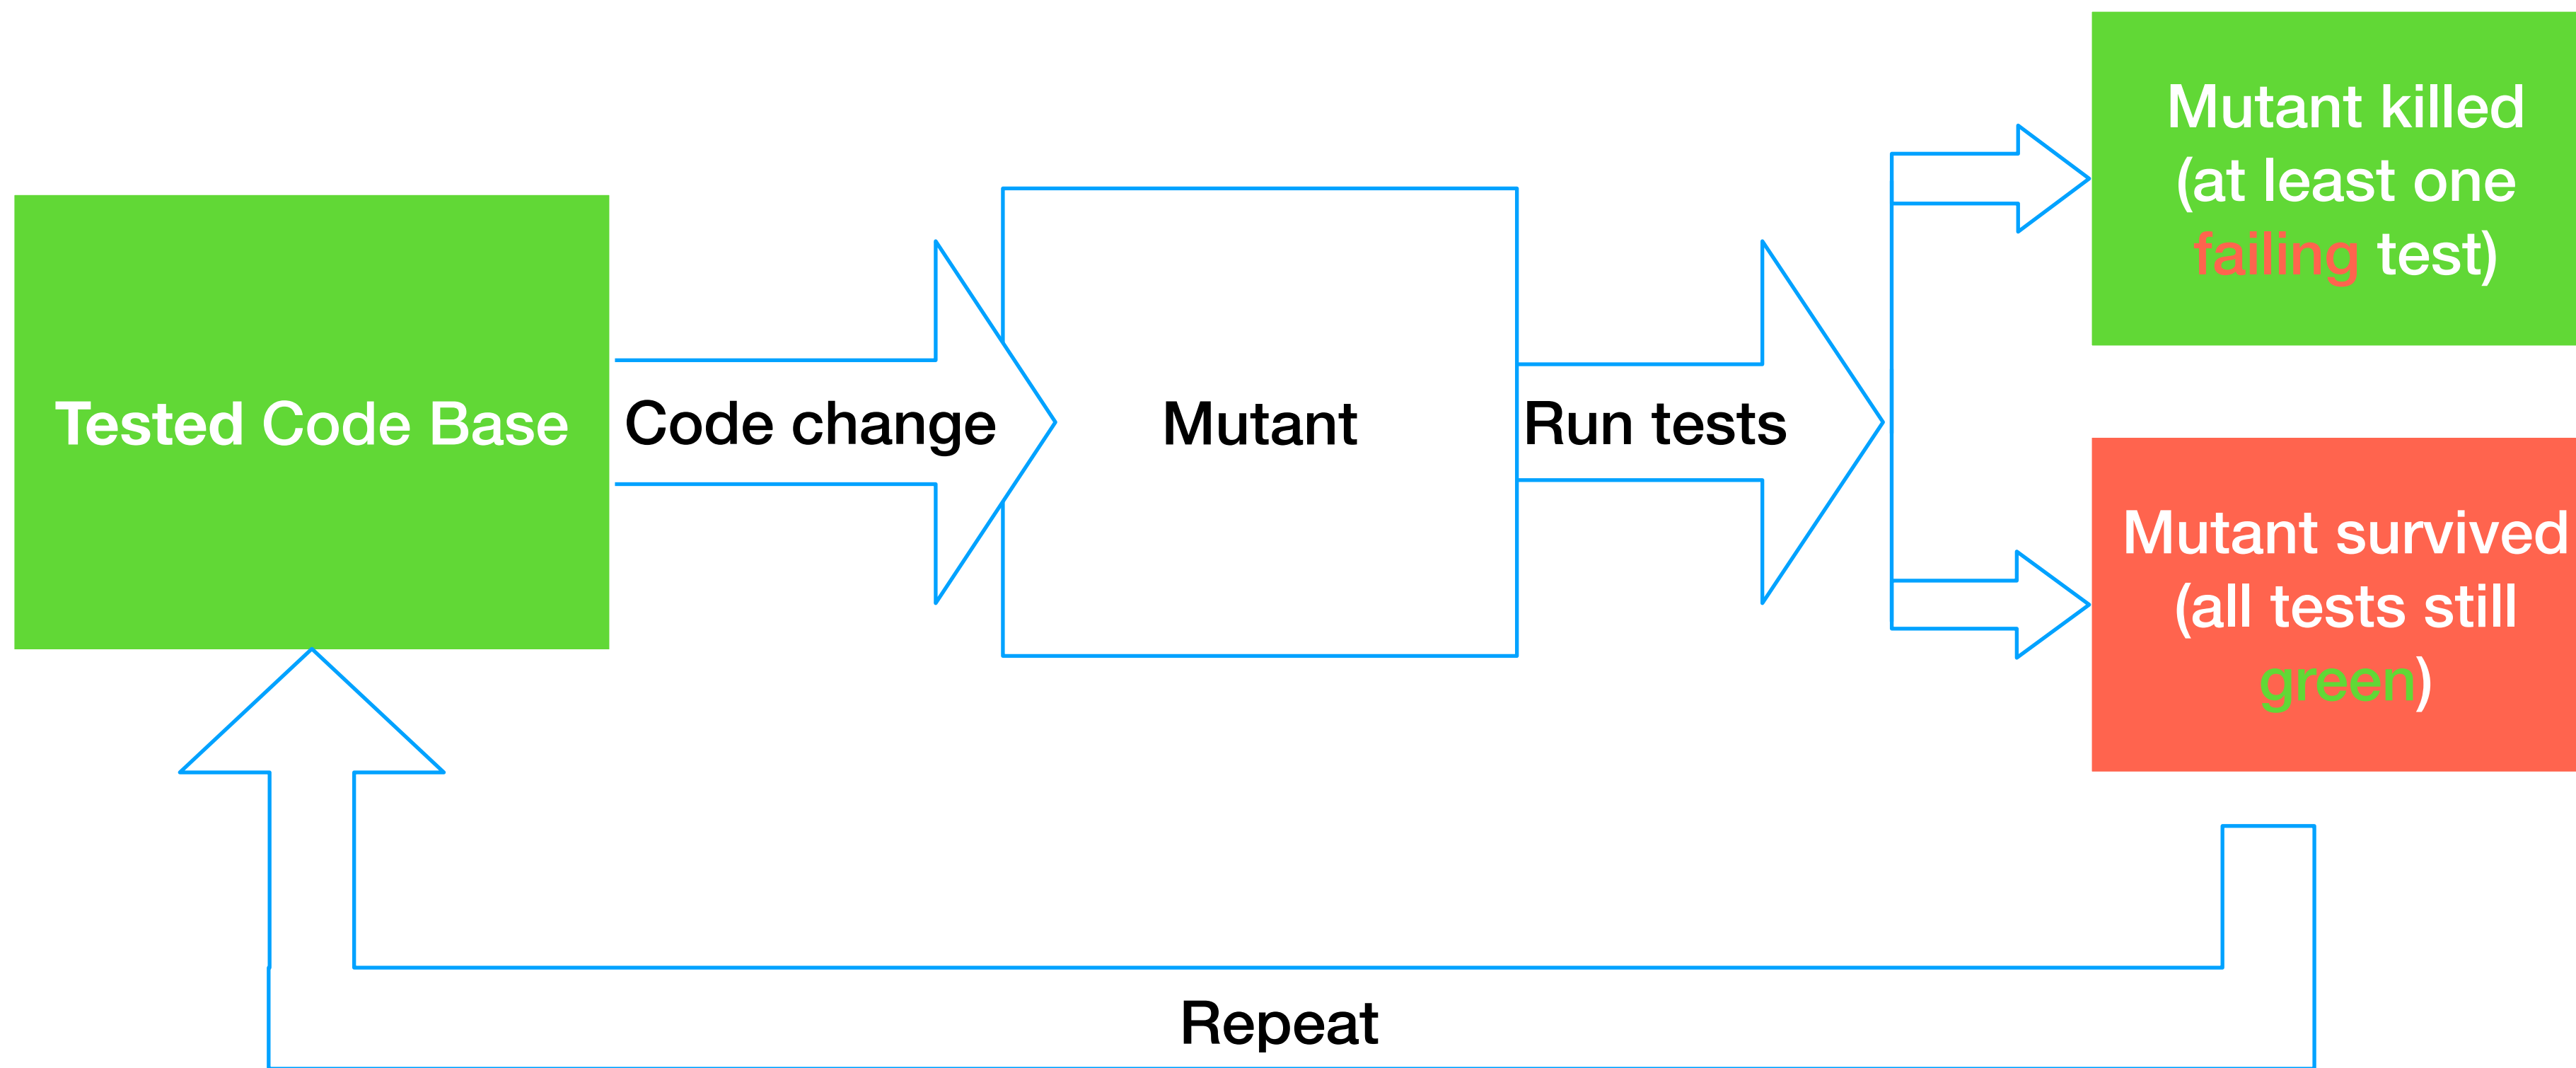 Tested Code Base
Code change
Mutant
Run tests
Mutant killed
(at least one
failing test)
Mutant survived
(all tests still
green)
Repeat